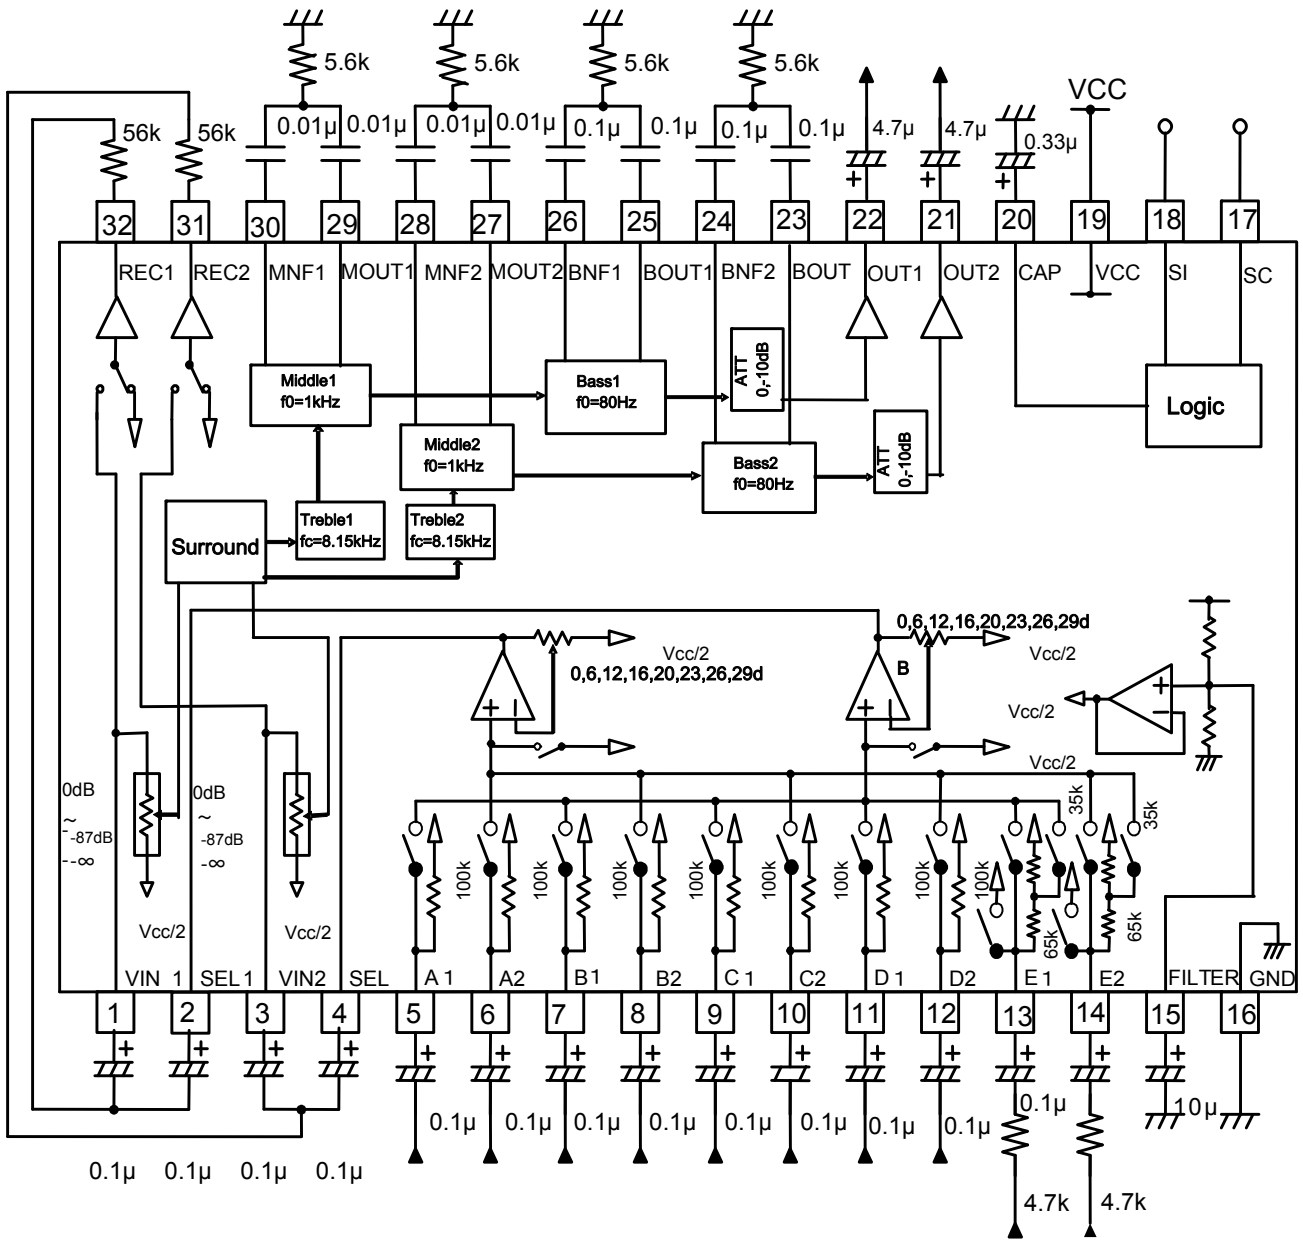 5.6k 5.6k 5.6k 5.6k
VCC
56k 56k 0.01μ 0.01μ 0.01μ 0.01μ 0.1μ 0.1μ 0.1μ 0.1μ 4.7μ 4.7μ 0.33μ
+ + +
32 31 30 29 28 27 26 25 24 23 22 21 20 19 18 17
REC1 REC2 MNF1 MOUT1 MNF2 MOUT2 BNF1 BOUT1 BNF2 BOUT OUT1 OUT2 CAP VCC SI SC
Middle1
f0=1kHz
Bass1
f0=80Hz
ATT
0,-10dB
Logic
Middle2
f0=1kHz
Bass2
f0=80Hz
ATT
0,-10dB
Surround
Treble1
fc=8.15kHz
Treble2
fc=8.15kHz
0,6,12,16,20,23,26,29d
Vcc/2
0,6,12,16,20,23,26,29d
B
Vcc/2
Vcc/2
+ −
+ −
+
−
Vcc/2
0dB
~
-87dB
--∞
0dB
~
-87dB
-∞
35k 35k
100k 100k 100k 100k 100k 100k 100k 100k
65k 65k
Vcc/2 Vcc/2
VIN 1 SEL 1 VIN2 SEL A 1 A2 B 1 B2 C 1 C2 D 1 D2 E 1 E2 FILTER GND
1 2 3 4 5 6 7 8 9 10 11 12 13 14 15 16
+ + + + + + + + + + + + + + +
0.1μ 0.1μ 0.1μ 0.1μ 0.1μ 0.1μ 0.1μ 0.1μ 0.1μ 10μ
0.1μ 0.1μ 0.1μ 0.1μ
4.7k 4.7k